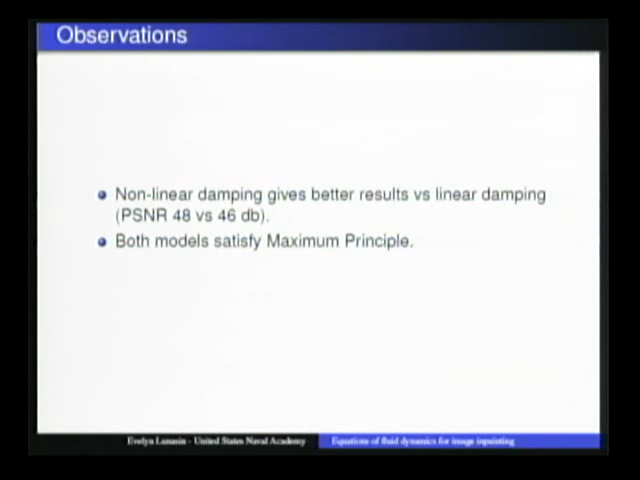 Observations
Non-linear damping gives better results vs linear damping
(PSNR 48 vs 46 db).
Both models satisfy Maximum Principle.
Evelyn Lunasin - United States Naval Academy
Equations of fluid dynamics for image inpainting